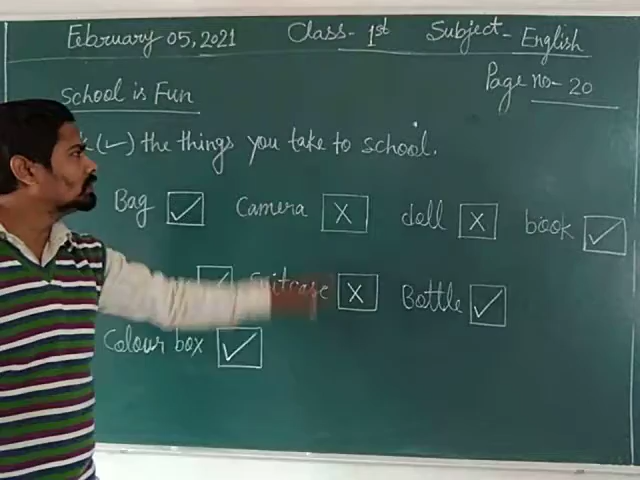 February 05, 2021 Class- 1st Subject- English
Page no- 20
School is Fun
(✓) the things you take to school.
Bag ✓ Camera X doll X book ✓
✓ Suitcase X Bottle ✓
Colour box ✓